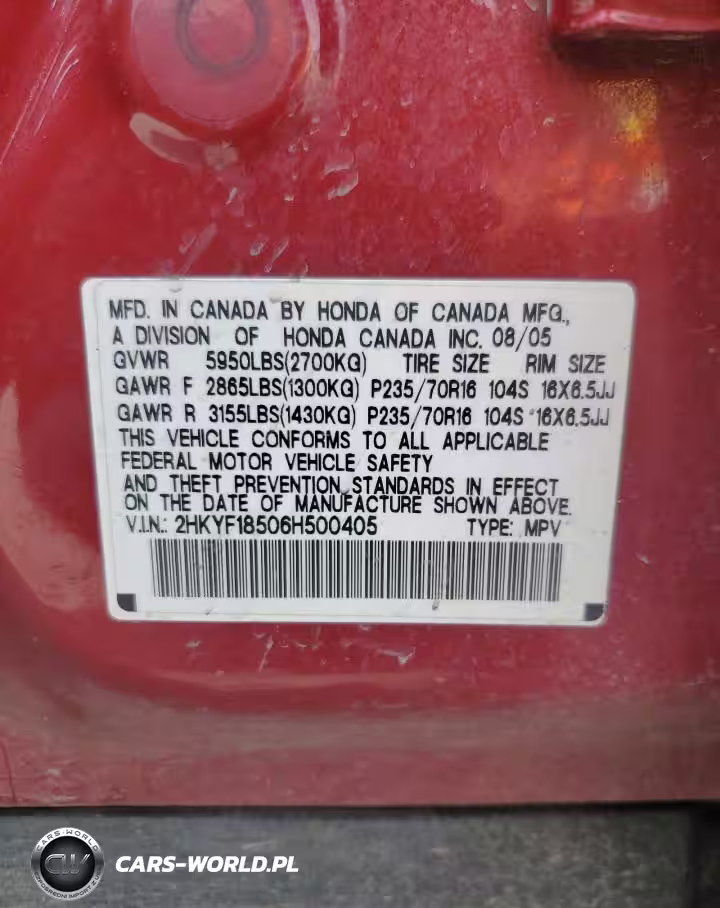 MFD. IN CANADA BY HONDA OF CANADA MFG.,
A DIVISION OF HONDA CANADA INC. 08/05
GVWR 5950LBS(2700KG) TIRE SIZE RIM SIZE
GAWR F 2865LBS(1300KG) P235/70R16 104S 16X6.5JJ
GAWR R 3155LBS(1430KG) P235/70R16 104S 16X6.5JJ
THIS VEHICLE CONFORMS TO ALL APPLICABLE
FEDERAL MOTOR VEHICLE SAFETY
AND THEFT PREVENTION STANDARDS IN EFFECT
ON THE DATE OF MANUFACTURE SHOWN ABOVE.
V.I.N.: 2HKYF18506H500405 TYPE: MPV
CARS-WORLD
CW
CARS-WORLD.PL